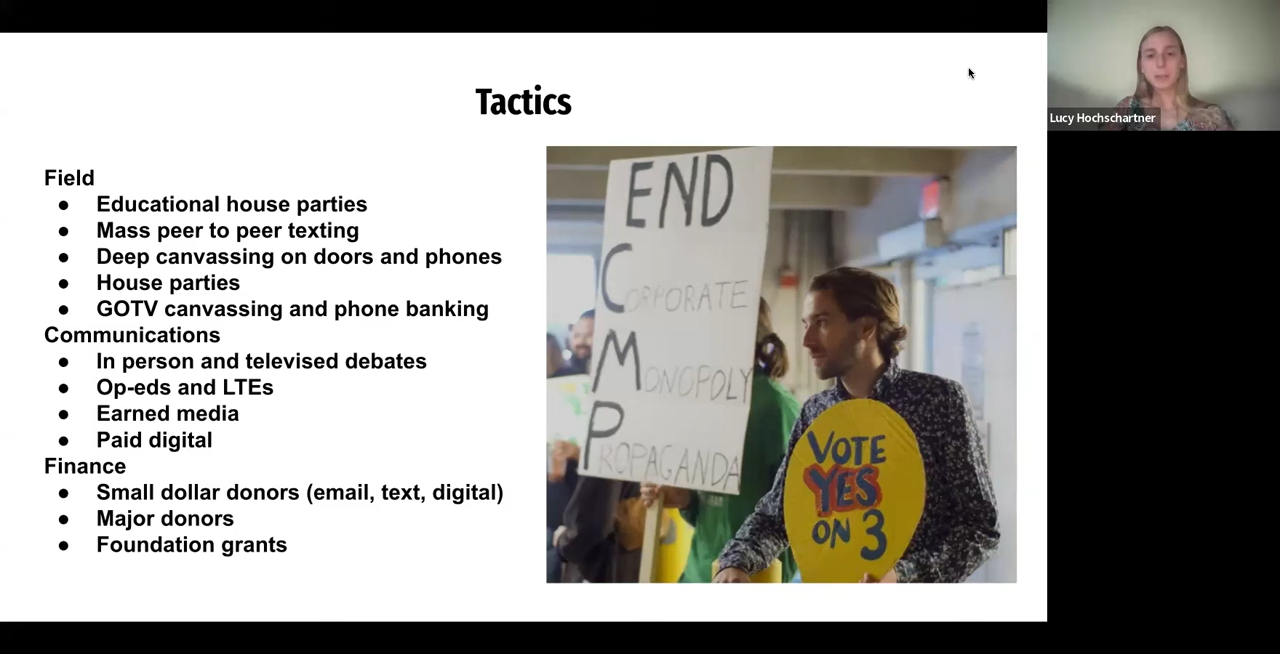 Tactics
Field
● Educational house parties
● Mass peer to peer texting
● Deep canvassing on doors and phones
● House parties
● GOTV canvassing and phone banking
Communications
● In person and televised debates
● Op-eds and LTEs
● Earned media
● Paid digital
Finance
● Small dollar donors (email, text, digital)
● Major donors
● Foundation grants
END
CORPORATE
MONOPOLY
PROPAGANDA
VOTE
YES
ON 3
Lucy Hochschartner